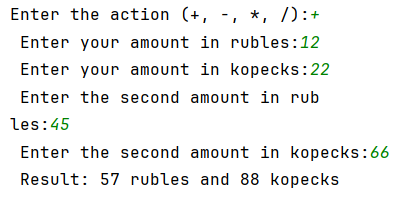 Enter the action (+, -, *, /):+
Enter your amount in rubles:12
Enter your amount in kopecks:22
Enter the second amount in rub
les:45
Enter the second amount in kopecks:66
Result: 57 rubles and 88 kopecks